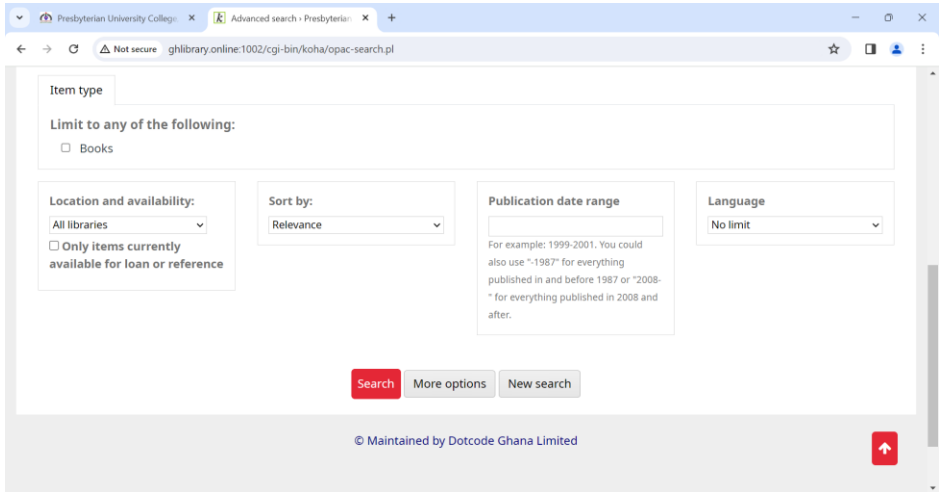 Presbyterian University College,
Advanced search › Presbyterian
Not secure
ghlibrary.online:1002/cgi-bin/koha/opac-search.pl
Item type
Limit to any of the following:
Books
Location and availability:
All libraries
Only items currently
available for loan or reference
Sort by:
Relevance
Publication date range
For example: 1999-2001. You could
also use "-1987" for everything
published in and before 1987 or "2008-
" for everything published in 2008 and
after.
Language
No limit
Search
More options
New search
© Maintained by Dotcode Ghana Limited